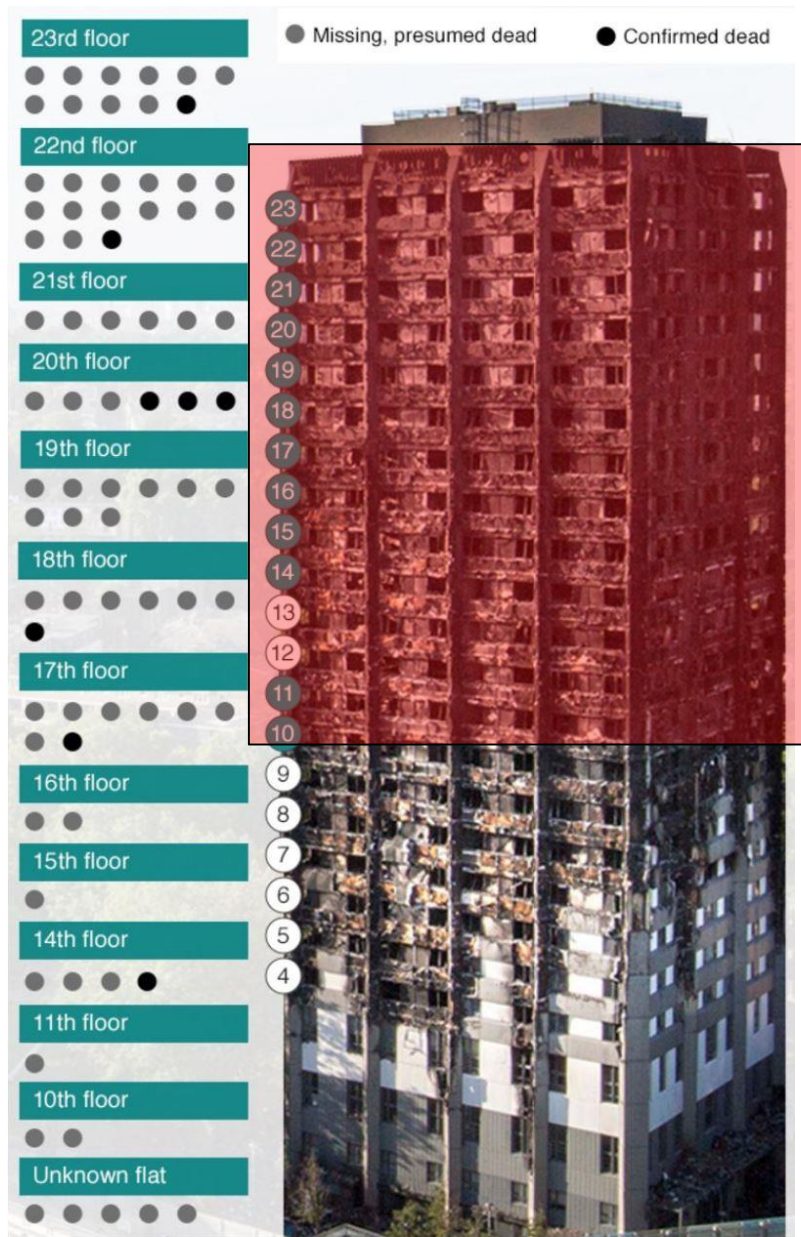 Missing, presumed dead
Confirmed dead
23rd floor
22nd floor
21st floor
20th floor
19th floor
18th floor
17th floor
16th floor
15th floor
14th floor
11th floor
10th floor
Unknown flat
23
22
21
20
19
18
17
16
15
14
13
12
11
10
9
8
7
6
5
4